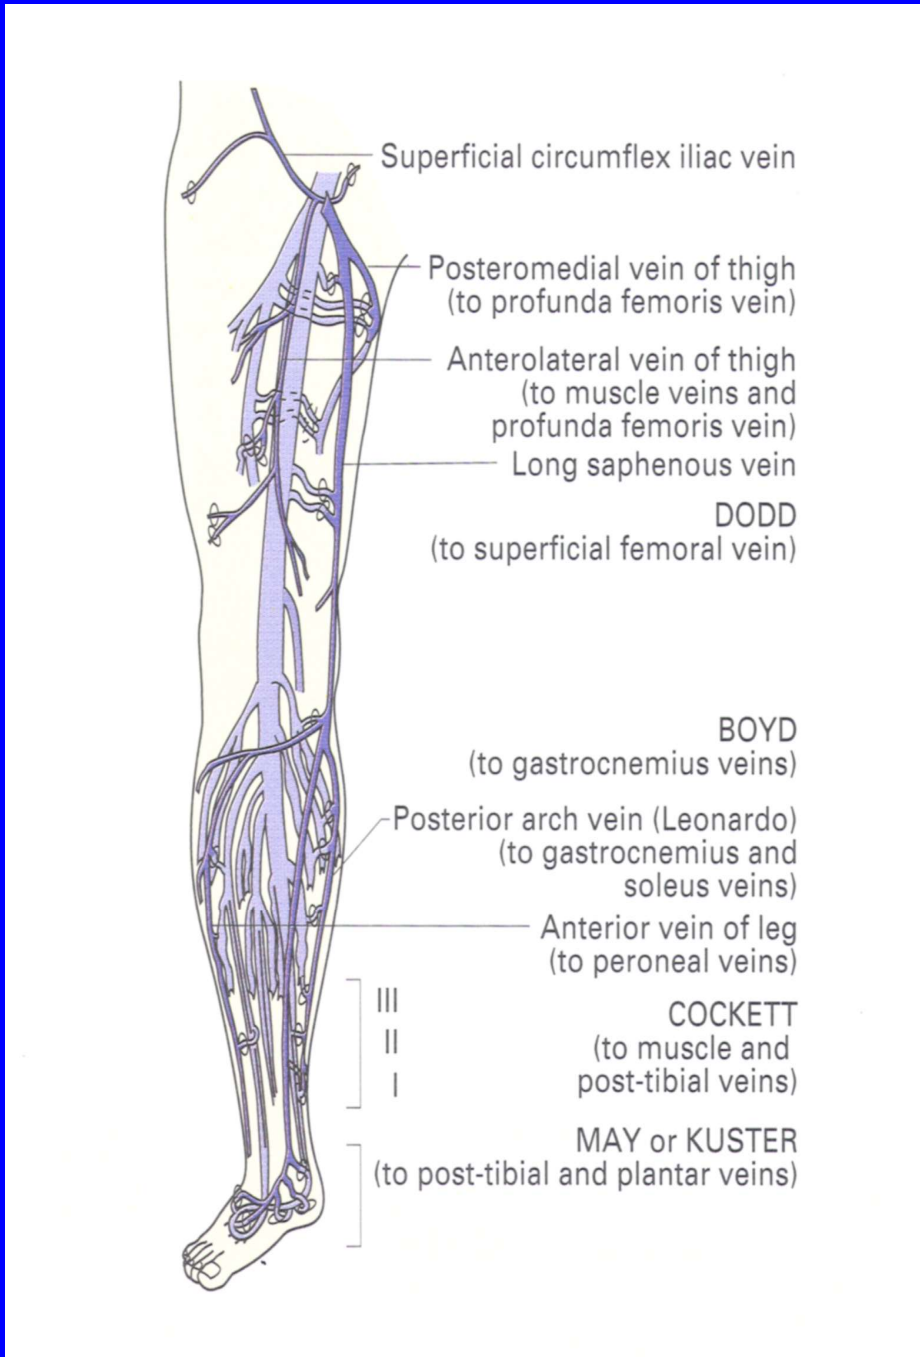 Superficial circumflex iliac vein
Posteromedial vein of thigh
(to profunda femoris vein)
Anterolateral vein of thigh
(to muscle veins and
profunda femoris vein)
Long saphenous vein
DODD
(to superficial femoral vein)
BOYD
(to gastrocnemius veins)
Posterior arch vein (Leonardo)
(to gastrocnemius and
soleus veins)
Anterior vein of leg
(to peroneal veins)
III
II
I
COCKETT
(to muscle and
post-tibial veins)
MAY or KUSTER
(to post-tibial and plantar veins)